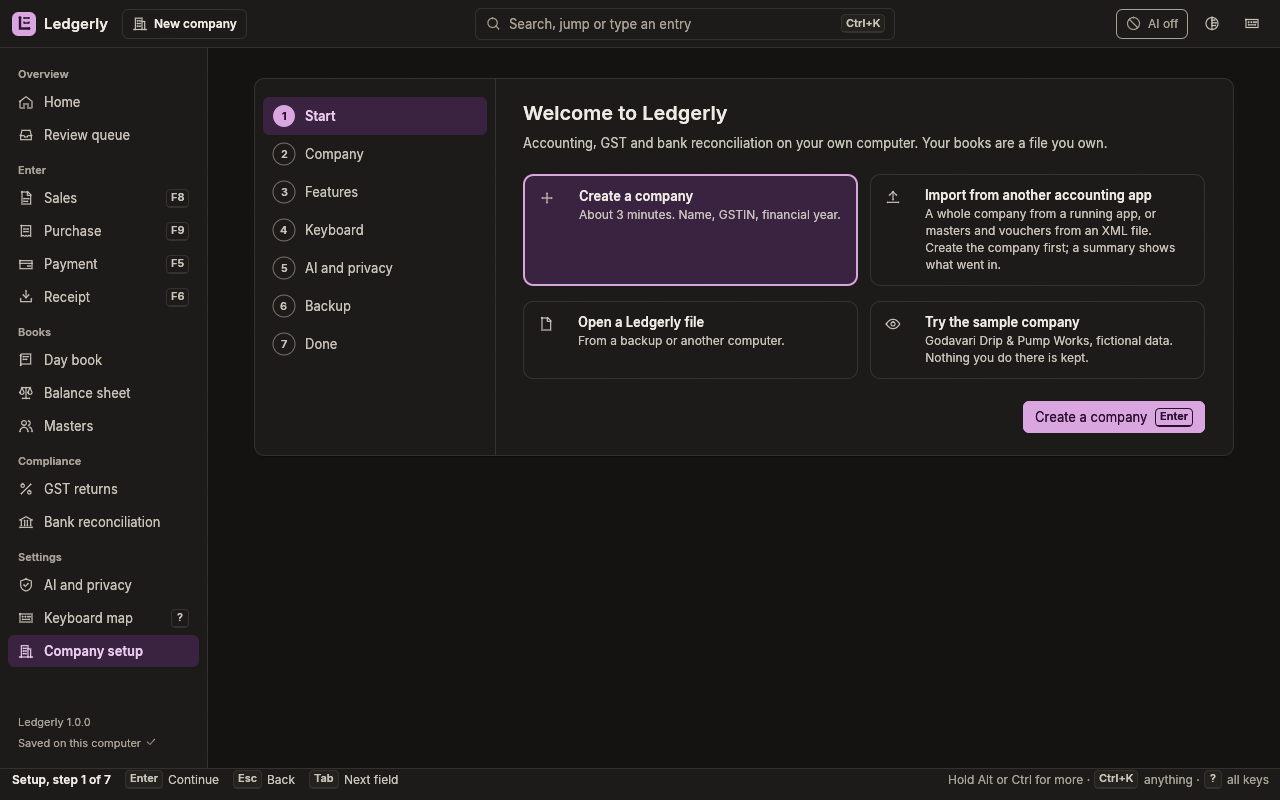 Ledgerly
New company
Search, jump or type an entry
Ctrl+K
AI off
Overview
Home
Review queue
Enter
Sales F8
Purchase F9
Payment F5
Receipt F6
Books
Day book
Balance sheet
Masters
Compliance
GST returns
Bank reconciliation
Settings
AI and privacy
Keyboard map ?
Company setup
Ledgerly 1.0.0
Saved on this computer
1 Start
2 Company
3 Features
4 Keyboard
5 AI and privacy
6 Backup
7 Done
Welcome to Ledgerly
Accounting, GST and bank reconciliation on your own computer. Your books are a file you own.
Create a company
About 3 minutes. Name, GSTIN, financial year.
Import from another accounting app
A whole company from a running app, or
masters and vouchers from an XML file.
Create the company first; a summary shows
what went in.
Open a Ledgerly file
From a backup or another computer.
Try the sample company
Godavari Drip & Pump Works, fictional data.
Nothing you do there is kept.
Create a company Enter
Setup, step 1 of 7 Enter Continue Esc Back Tab Next field
Hold Alt or Ctrl for more · Ctrl+K anything · ? all keys